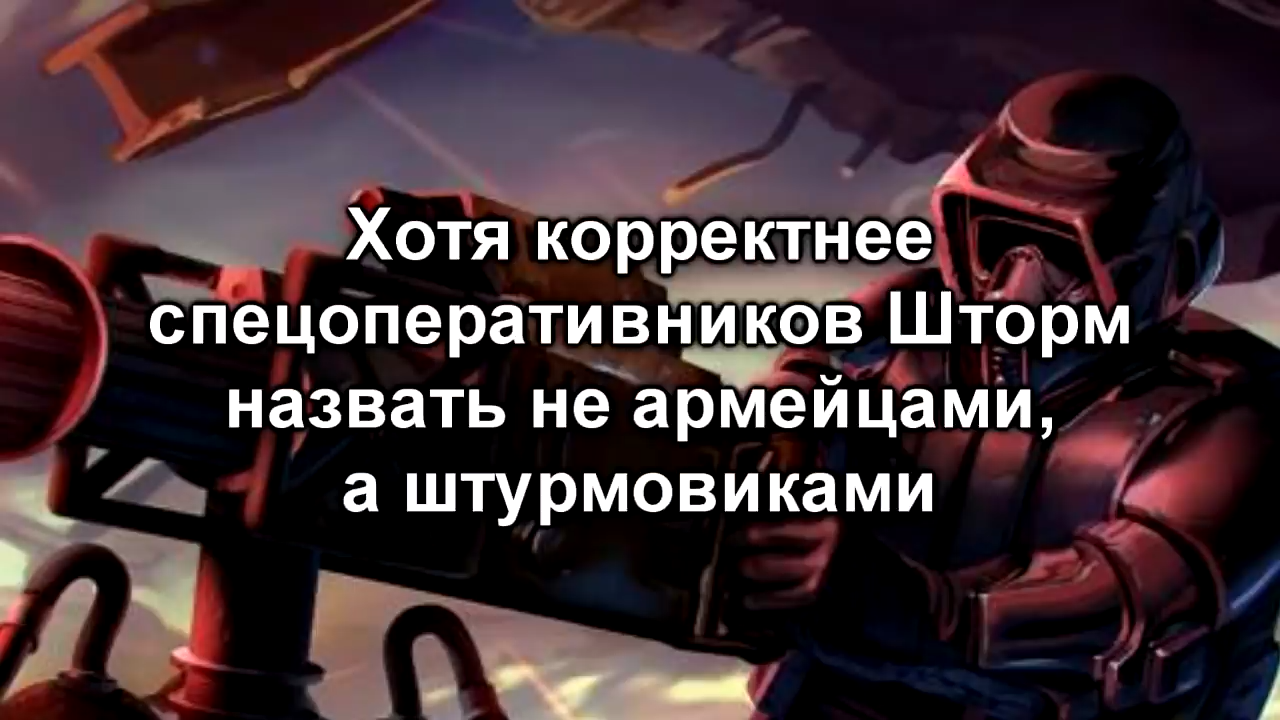 Хотя корректнее
спецоперативников Шторм
назвать не армейцами,
а штурмовиками